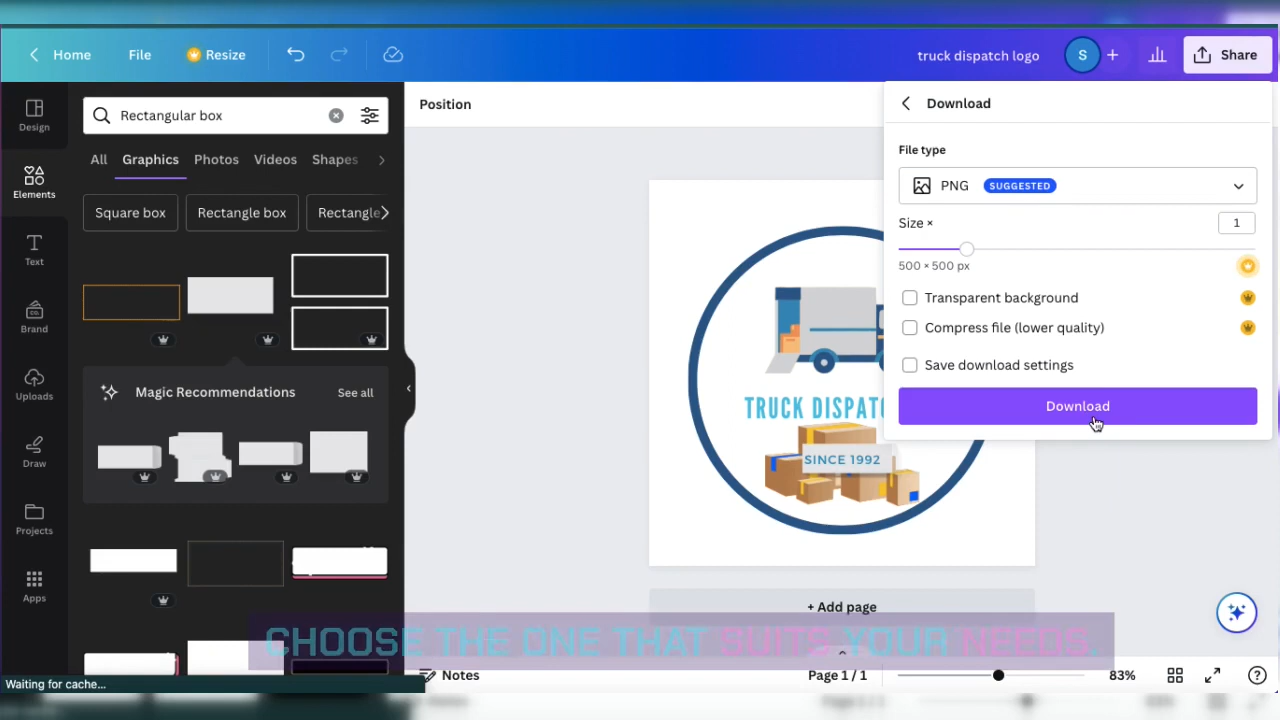 Home
File
Resize
truck dispatch logo
S
+
Share
Design
Elements
Text
CO.
Brand
Uploads
Draw
Projects
Apps
Rectangular box
All
Graphics
Photos
Videos
Shapes
Square box
Rectangle box
Rectangle
Magic Recommendations
See all
Position
TRUCK DISPATC
SINCE 1992
Download
File type
PNG
SUGGESTED
Size ×
1
500 × 500 px
Transparent background
Compress file (lower quality)
Save download settings
Download
+ Add page
CHOOSE THE ONE THAT SUITS YOUR NEEDS.
Waiting for cache...
Notes
Page 1 / 1
83%